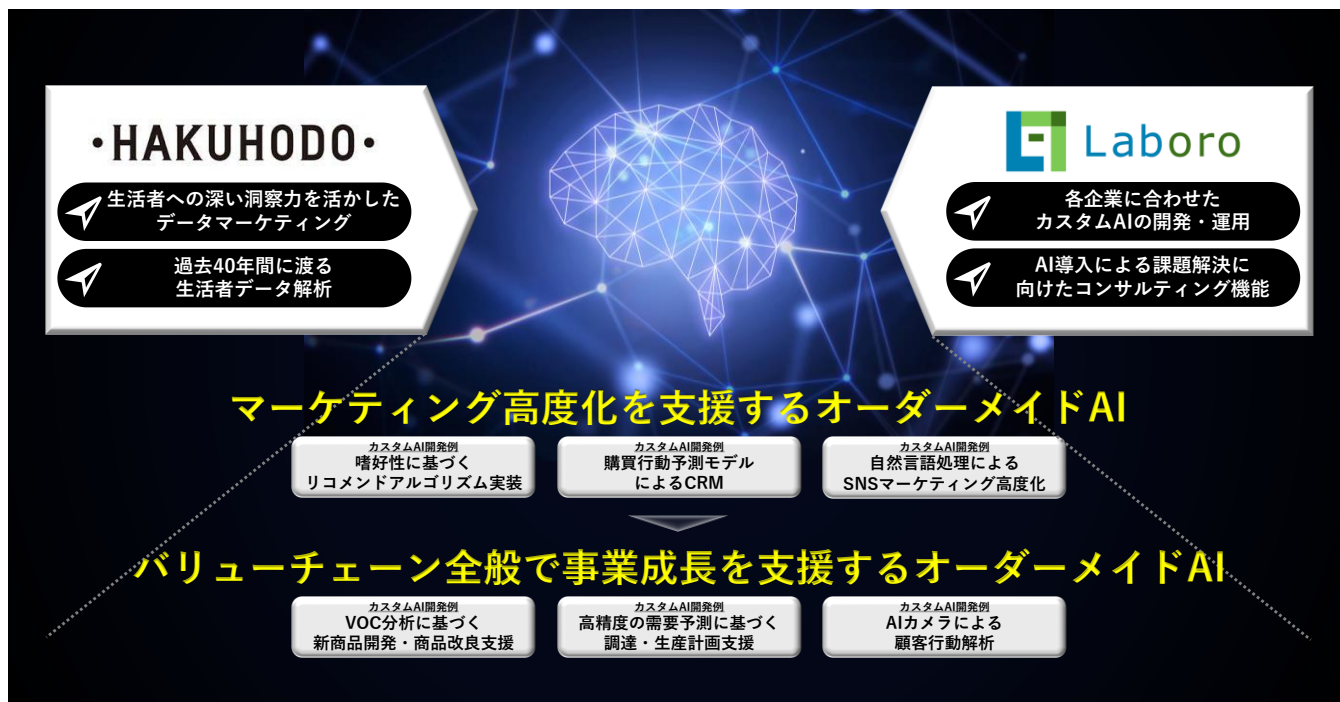 ・HAKUHODO・
生活者への深い洞察力を活かした
データマーケティング
過去40年間に渡る
生活者データ解析
Laboro
各企業に合わせた
カスタムAIの開発・運用
AI導入による課題解決に
向けたコンサルティング機能
マーケティング高度化を支援するオーダーメイドAI
カスタムAI開発例
嗜好性に基づく
リコメンドアルゴリズム実装
カスタムAI開発例
購買行動予測モデル
によるCRM
カスタムAI開発例
自然言語処理による
SNSマーケティング高度化
バリューチェーン全般で事業成長を支援するオーダーメイドAI
カスタムAI開発例
VOC分析に基づく
新商品開発・商品改良支援
カスタムAI開発例
高精度の需要予測に基づく
調達・生産計画支援
カスタムAI開発例
AIカメラによる
顧客行動解析